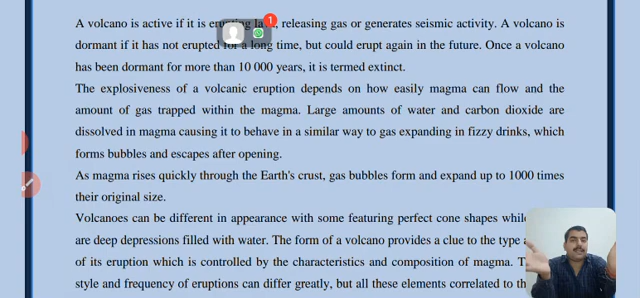 A volcano is active if it is erupting lava, releasing gas or generates seismic activity. A volcano is
dormant if it has not erupted for a long time, but could erupt again in the future. Once a volcano
has been dormant for more than 10 000 years, it is termed extinct.
The explosiveness of a volcanic eruption depends on how easily magma can flow and the
amount of gas trapped within the magma. Large amounts of water and carbon dioxide are
dissolved in magma causing it to behave in a similar way to gas expanding in fizzy drinks, which
forms bubbles and escapes after opening.
As magma rises quickly through the Earth's crust, gas bubbles form and expand up to 1000 times
their original size.
Volcanoes can be different in appearance with some featuring perfect cone shapes
are deep depressions filled with water. The form of a volcano provides a clue to the type
of its eruption which is controlled by the characteristics and composition of magma.
style and frequency of eruptions can differ greatly, but all these elements correlated to
1